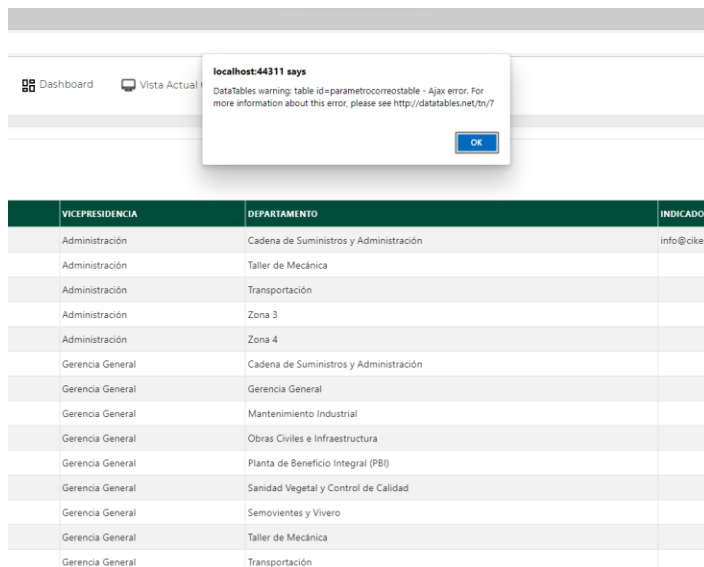 localhost:44311 says
DataTables warning: table id=parametrocorreostable - Ajax error. For
more information about this error, please see http://datatables.net/tn/7
OK
Dashboard
Vista Actual
VICEPRESIDENCIA DEPARTAMENTO INDICADO
Administración Cadena de Suministros y Administración info@cike
Administración Taller de Mecánica
Administración Transportación
Administración Zona 3
Administración Zona 4
Gerencia General Cadena de Suministros y Administración
Gerencia General Gerencia General
Gerencia General Mantenimiento Industrial
Gerencia General Obras Civiles e Infraestructura
Gerencia General Planta de Beneficio Integral (PBI)
Gerencia General Sanidad Vegetal y Control de Calidad
Gerencia General Semovientes y Vivero
Gerencia General Taller de Mecánica
Gerencia General Transportación